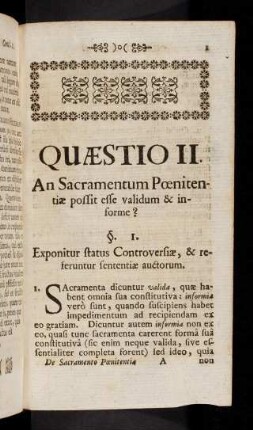 )o( 1
QUÆSTIO II.
An Sacramentum Pœniten-
tiæ possit esse validum & in-
forme?
§. 1.
Exponitur status Controversiæ, & re-
feruntur sententiæ auctorum.
1. Sacramenta dicuntur valida, quæ ha-
bent omnia sua constitutiva: informia
verò sunt, quando suscipiens habet
impedimentum ad recipiendam ex
eo gratiam. Dicuntur autem informia non ex
eo, quasi tunc sacramenta carerent formâ suâ
constitutivâ (sic enim neque valida, sive es-
sentialiter completa forent) sed ideo, quia
De Sacramento Pœnitentiæ A non